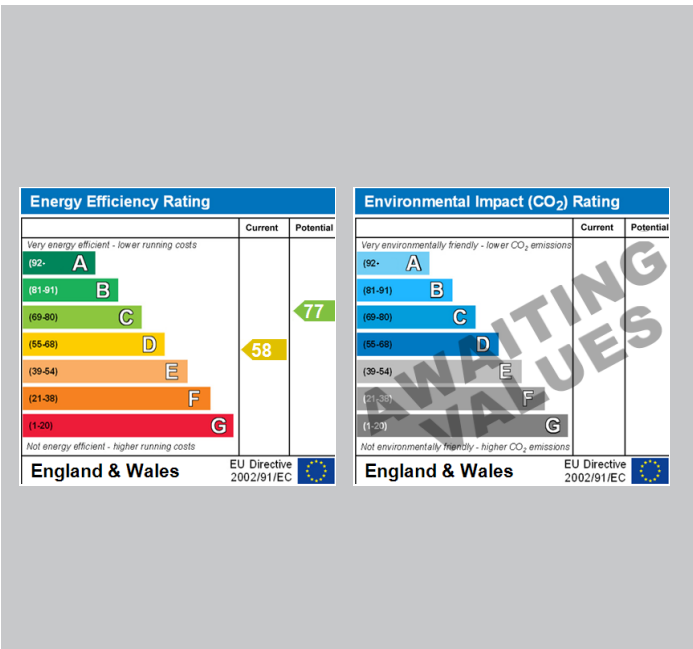 Energy Efficiency Rating
Current Potential
Very energy efficient - lower running costs
(92- A
(81-91) B
(69-80) C
77
(55-68) D
58
(39-54) E
(21-38) F
(1-20) G
Not energy efficient - higher running costs
England & Wales
EU Directive
2002/91/EC
Environmental Impact (CO2) Rating
Current Potential
Very environmentally friendly - lower CO2 emissions
(92- A
(81-91) B
(69-80) C
(55-68) D
(39-54) E
(21-38) F
(1-20) G
AWAITING
VALUES
Not environmentally friendly - higher CO2 emissions
England & Wales
EU Directive
2002/91/EC